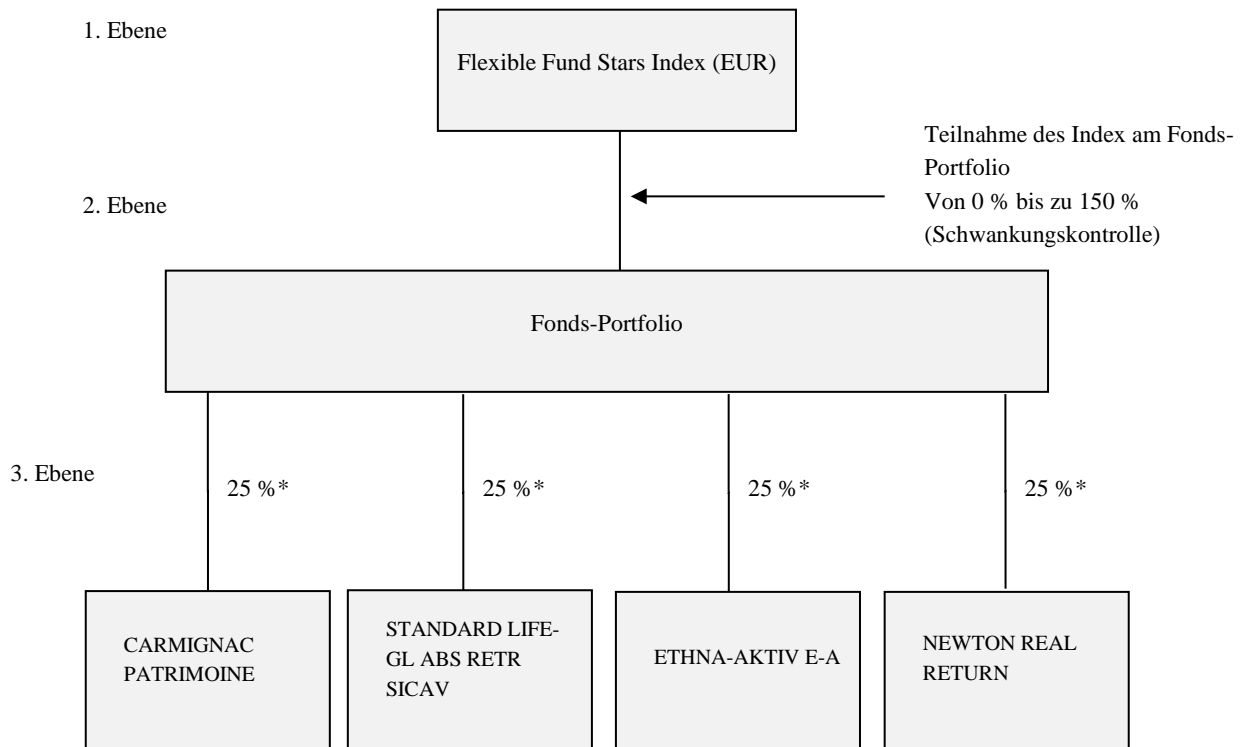 1. Ebene
Flexible Fund Stars Index (EUR)
Teilnahme des Index am Fonds-
Portfolio
Von 0 % bis zu 150 %
(Schwankungskontrolle)
2. Ebene
Fonds-Portfolio
3. Ebene
25 %*
25 %*
25 %*
25 %*
CARMIGNAC
PATRIMOINE
STANDARD LIFE-
GL ABS RETR
SICAV
ETHNA-AKTIV E-A
NEWTON REAL
RETURN